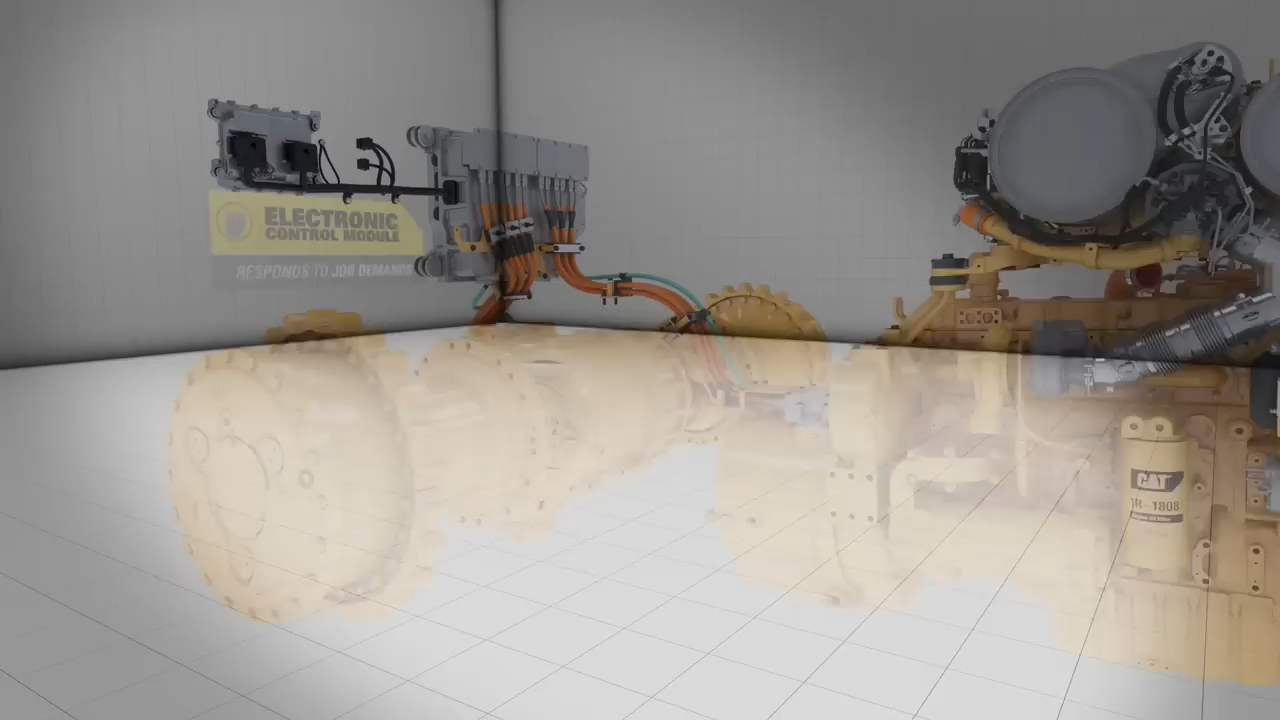 ELECTRONIC
CONTROL MODULE
RESPONDS TO JOB DEMANDS
CAT
1R-1808